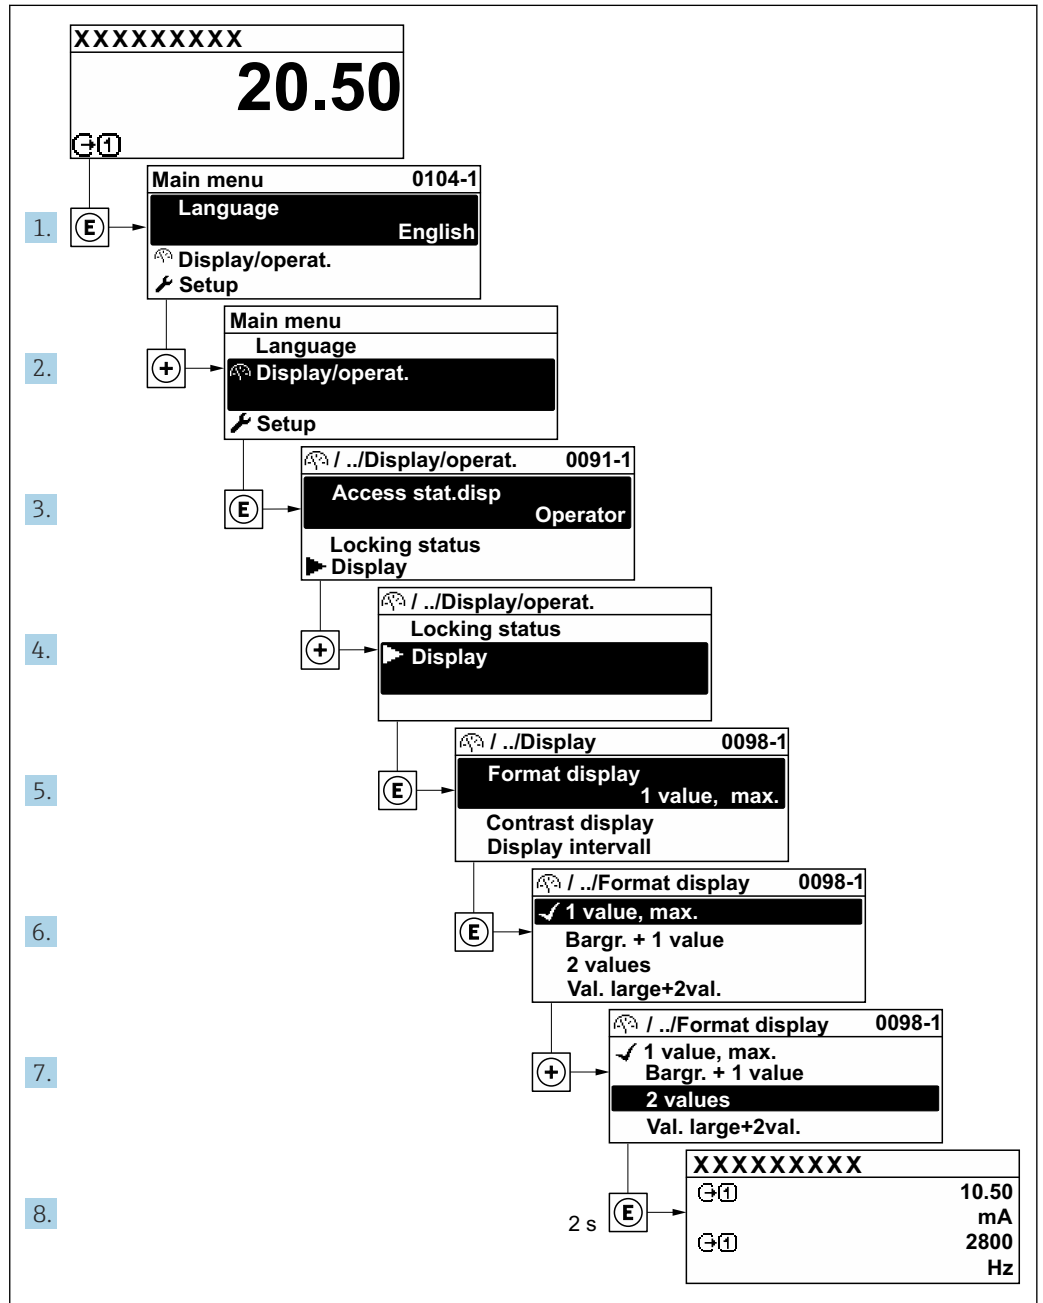 XXXXXXXXX
20.50
1
Main menu 0104-1
Language
English
Display/operat.
Setup
1.
E
Main menu
Language
Display/operat.
Setup
2.
+
/ ../Display/operat. 0091-1
Access stat.disp
Operator
Locking status
Display
3.
E
/ ../Display/operat.
Locking status
Display
4.
+
/ ../Display 0098-1
Format display
1 value, max.
Contrast display
Display intervall
5.
E
/ ../Format display 0098-1
1 value, max.
Bargr. + 1 value
2 values
Val. large+2val.
6.
E
/ ../Format display 0098-1
1 value, max.
Bargr. + 1 value
2 values
Val. large+2val.
7.
+
XXXXXXXXX
1 10.50
mA
1 2800
Hz
8.
2 s
E